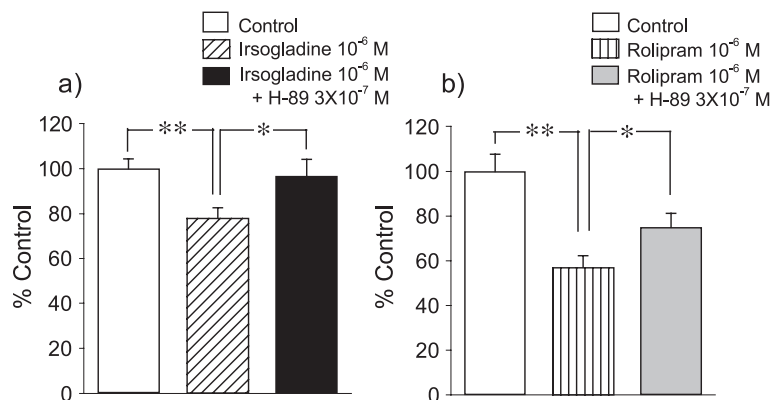 Control
Irsogladine 10⁻⁶ M
Irsogladine 10⁻⁶ M
+ H-89 3X10⁻⁷ M
a)
120
100
80
60
40
20
0
% Control
** *
Control
Rolipram 10⁻⁶ M
Rolipram 10⁻⁶ M
+ H-89 3X10⁻⁷ M
b)
120
100
80
60
40
20
0
% Control
** *